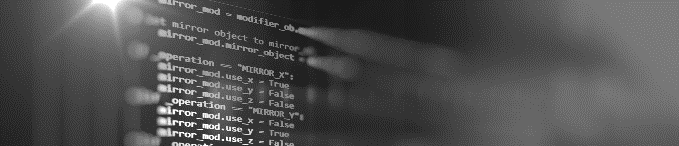 mirror_mod = modifier_ob.
mirror object to mirror
mirror_mod.mirror_object
operation == "MIRROR_X":
mirror_mod.use_x = True
mirror_mod.use_y = False
mirror_mod.use_z = False
_operation == "MIRROR_Y":
mirror_mod.use_x = False
mirror_mod.use_y = True
mirror_mod.use_z = False
operation